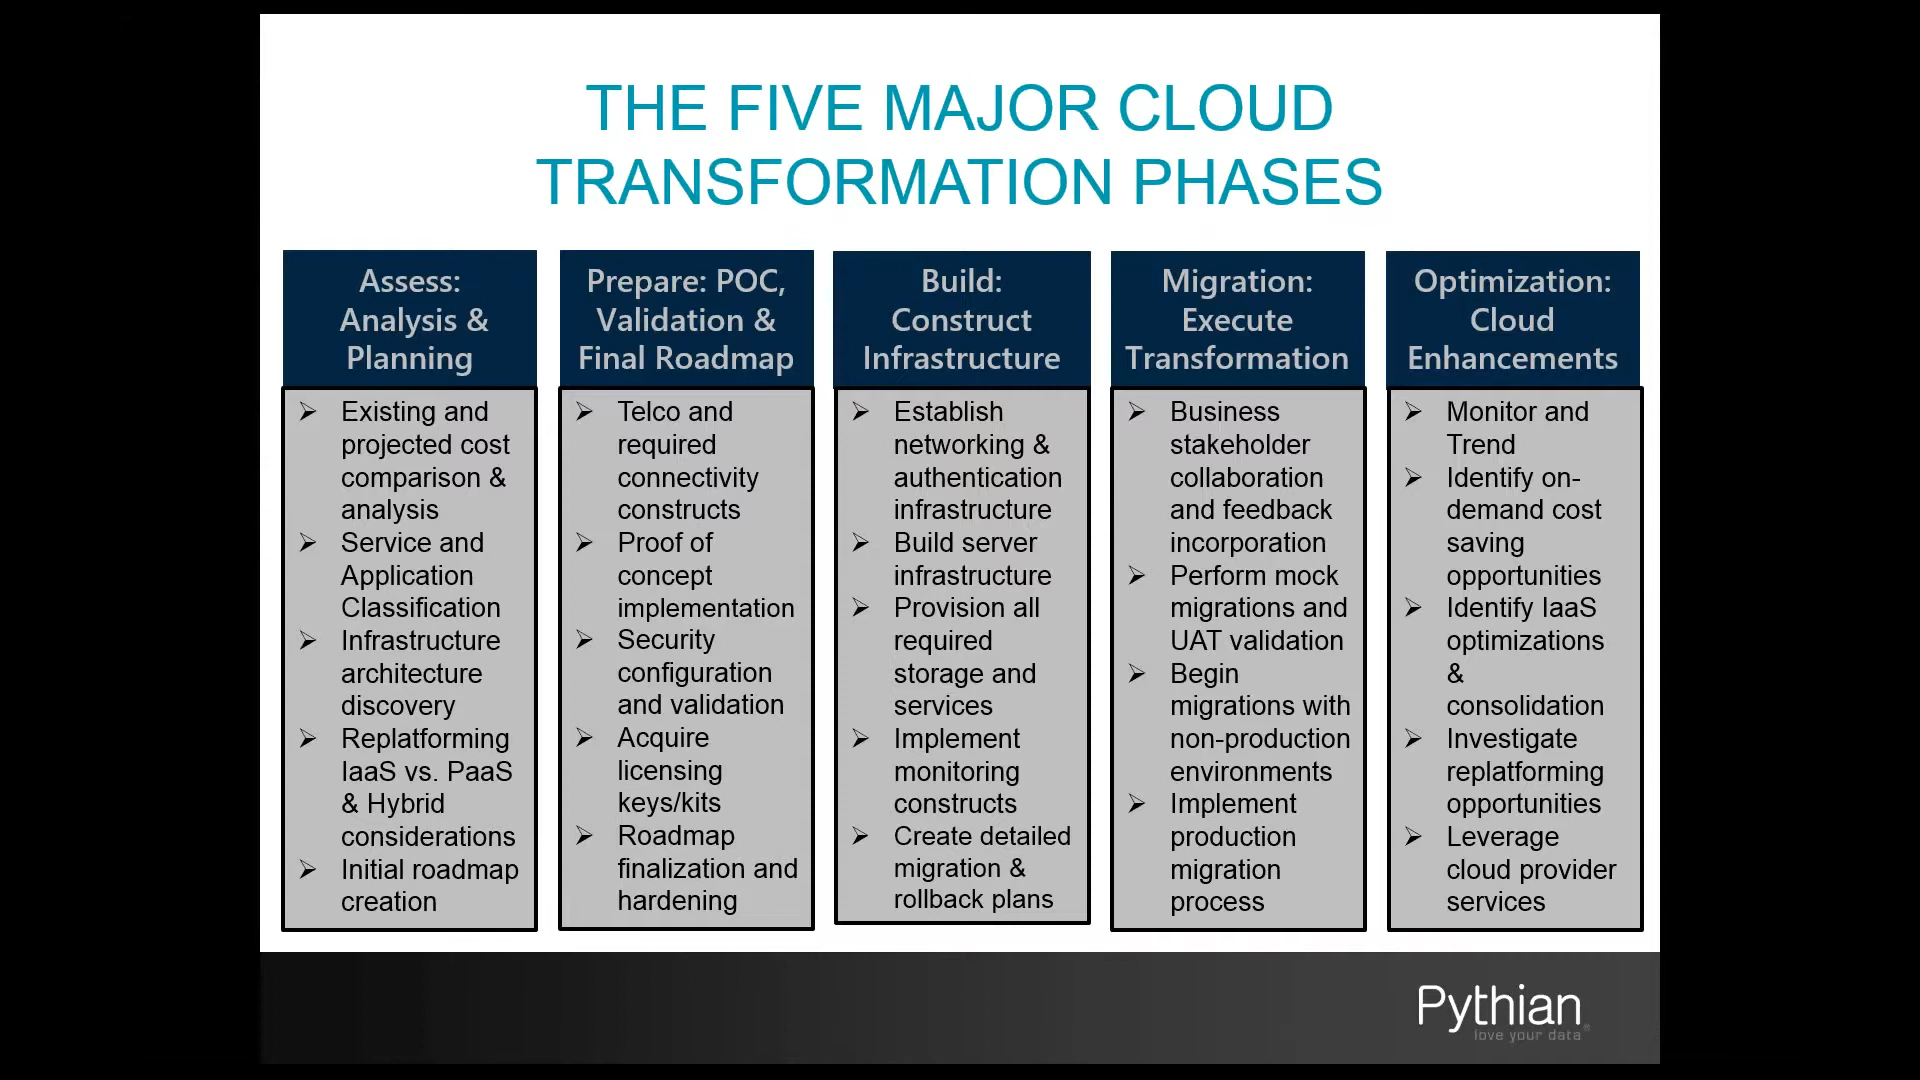 THE FIVE MAJOR CLOUD
TRANSFORMATION PHASES
Assess:
Analysis &
Planning
Existing and
projected cost
comparison &
analysis
Service and
Application
Classification
Infrastructure
architecture
discovery
Replatforming
IaaS vs. PaaS
& Hybrid
considerations
Initial roadmap
creation
Prepare: POC,
Validation &
Final Roadmap
Telco and
required
connectivity
constructs
Proof of
concept
implementation
Security
configuration
and validation
Acquire
licensing
keys/kits
Roadmap
finalization and
hardening
Build:
Construct
Infrastructure
Establish
networking &
authentication
infrastructure
Build server
infrastructure
Provision all
required
storage and
services
Implement
monitoring
constructs
Create detailed
migration &
rollback plans
Migration:
Execute
Transformation
Business
stakeholder
collaboration
and feedback
incorporation
Perform mock
migrations and
UAT validation
Begin
migrations with
non-production
environments
Implement
production
migration
process
Optimization:
Cloud
Enhancements
Monitor and
Trend
Identify on-
demand cost
saving
opportunities
Identify IaaS
optimizations
&
consolidation
Investigate
replatforming
opportunities
Leverage
cloud provider
services
Pythian
love your data®